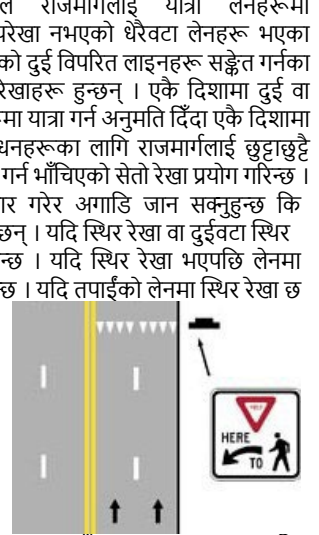 राजमार्गलाई यात्रा लेनहरूमा
परेखा नभएको धेरैवटा लेनहरू भएका
को दुई विपरित लाइनहरू सङ्केत गर्नका
रेखाहरू हुन्छन् । एकै दिशामा दुई वा
मा यात्रा गर्न अनुमति दिँदा एकै दिशामा
धनहरूका लागि राजमार्गलाई छुट्टाछुट्टै
गर्न भाँचिएको सेतो रेखा प्रयोग गरिन्छ ।
ार गरेर अगाडि जान सक्नुहुन्छ कि
छन् । यदि स्थिर रेखा वा दुईवटा स्थिर
न्छ । यदि स्थिर रेखा भएपछि लेनमा
छ । यदि तपाईंको लेनमा स्थिर रेखा छ
HERE
TO